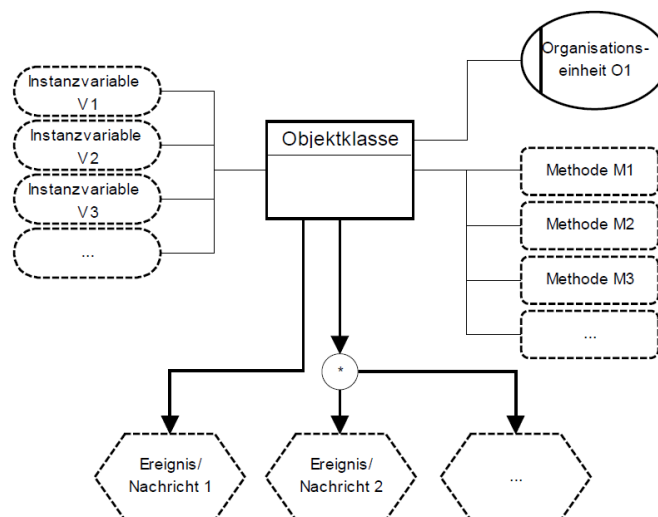 Organisations-
einheit O1
Instanzvariable
V1
Instanzvariable
V2
Instanzvariable
V3
...
Objektklasse
Methode M1
Methode M2
Methode M3
...
*
Ereignis/
Nachricht 1
Ereignis/
Nachricht 2
...